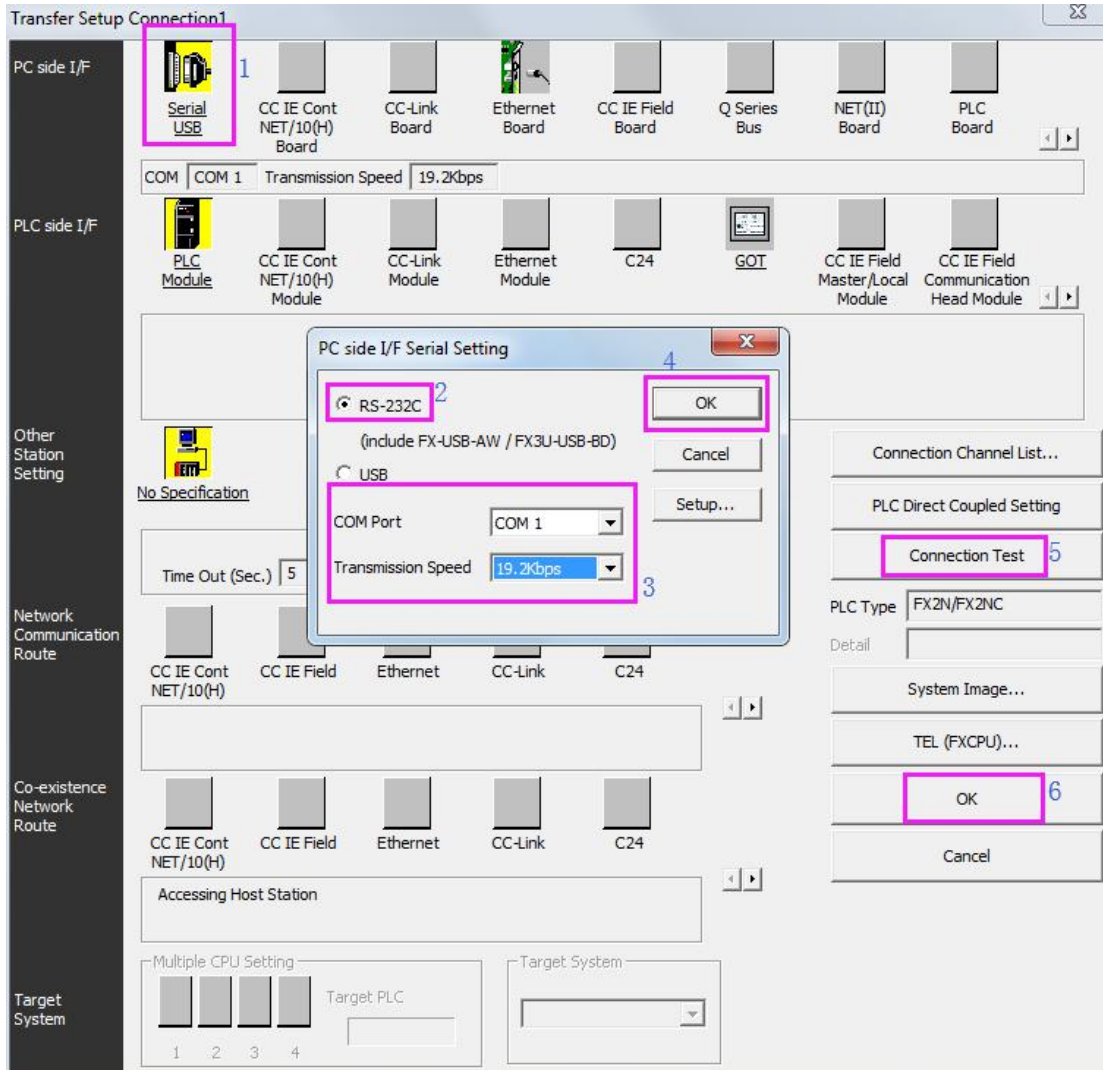 Transfer Setup Connection1
PC side I/F
1
Serial
USB
CC IE Cont
NET/10(H)
Board
CC-Link
Board
Ethernet
Board
CC IE Field
Board
Q Series
Bus
NET(II)
Board
PLC
Board
COM COM 1 Transmission Speed 19.2Kbps
PLC side I/F
PLC
Module
CC IE Cont
NET/10(H)
Module
CC-Link
Module
Ethernet
Module
C24
GOT
CC IE Field
Master/Local
Module
CC IE Field
Communication
Head Module
PC side I/F Serial Setting
4
RS-232C 2
OK
(include FX-USB-AW / FX3U-USB-BD)
Cancel
USB
Setup...
COM Port COM 1
Transmission Speed 19.2Kbps
3
Other
Station
Setting
No Specification
Time Out (Sec.) 5
Connection Channel List...
PLC Direct Coupled Setting
Connection Test 5
PLC Type FX2N/FX2NC
Detail
System Image...
TEL (FXCPU)...
OK 6
Cancel
Network
Communication
Route
CC IE Cont
NET/10(H)
CC IE Field
Ethernet
CC-Link
C24
Co-existence
Network
Route
CC IE Cont
NET/10(H)
CC IE Field
Ethernet
CC-Link
C24
Accessing Host Station
Target
System
Multiple CPU Setting
Target PLC
1 2 3 4
Target System